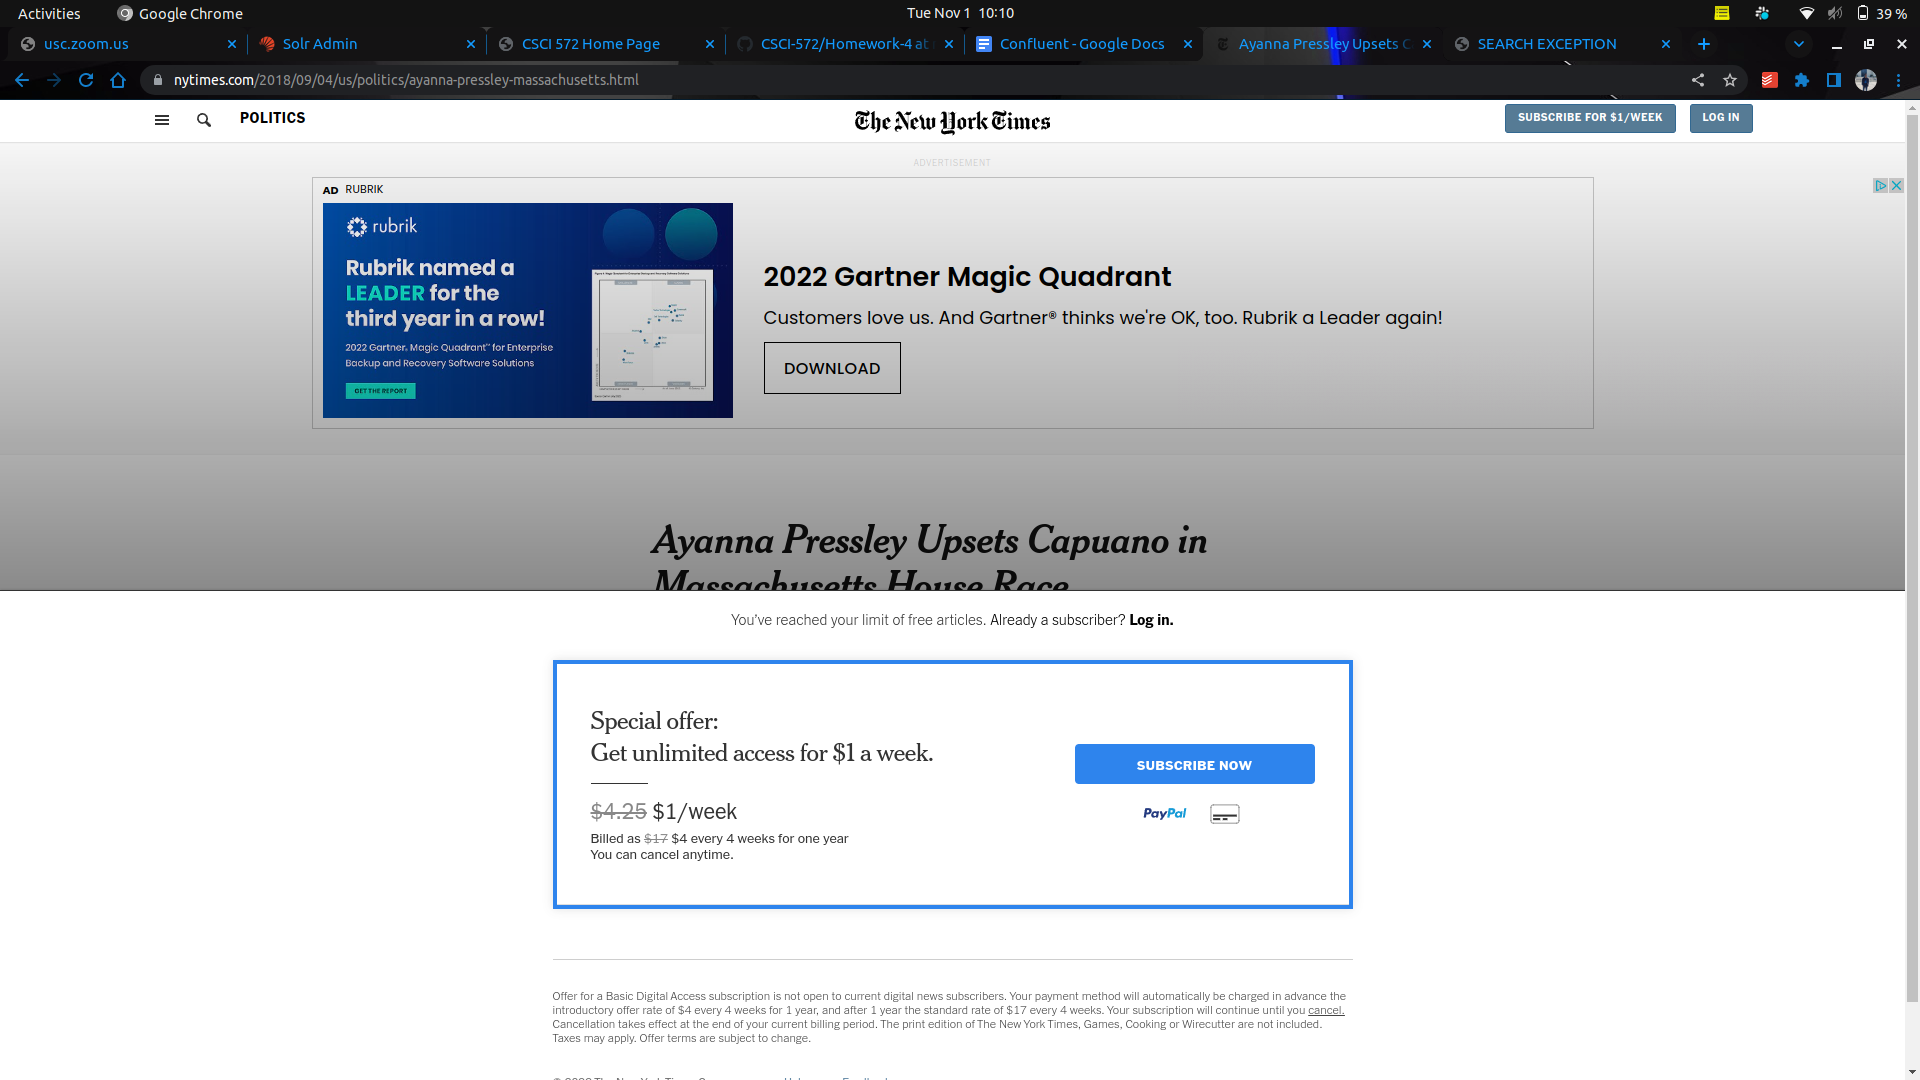 Activities Google Chrome Tue Nov 1 10:10 39 %
usc.zoom.us Solr Admin CSCI 572 Home Page CSCI-572/Homework-4 at Confluent - Google Docs Ayanna Pressley Upsets C SEARCH EXCEPTION
nytimes.com/2018/09/04/us/politics/ayanna-pressley-massachusetts.html
POLITICS The New York Times SUBSCRIBE FOR $1/WEEK LOG IN
ADVERTISEMENT
AD RUBRIK
rubrik
Rubrik named a
LEADER for the
third year in a row!
2022 Gartner. Magic Quadrant™ for Enterprise
Backup and Recovery Software Solutions
GET THE REPORT
2022 Gartner Magic Quadrant
Customers love us. And Gartner® thinks we're OK, too. Rubrik a Leader again!
DOWNLOAD
Ayanna Pressley Upsets Capuano in
Massachusetts House Race
You've reached your limit of free articles. Already a subscriber? Log in.
Special offer:
Get unlimited access for $1 a week.
$4.25 $1/week
Billed as $17 $4 every 4 weeks for one year
You can cancel anytime.
SUBSCRIBE NOW
PayPal
Offer for a Basic Digital Access subscription is not open to current digital news subscribers. Your payment method will automatically be charged in advance the
introductory offer rate of $4 every 4 weeks for 1 year, and after 1 year the standard rate of $17 every 4 weeks. Your subscription will continue until you cancel.
Cancellation takes effect at the end of your current billing period. The print edition of The New York Times, Games, Cooking or Wirecutter are not included.
Taxes may apply. Offer terms are subject to change.